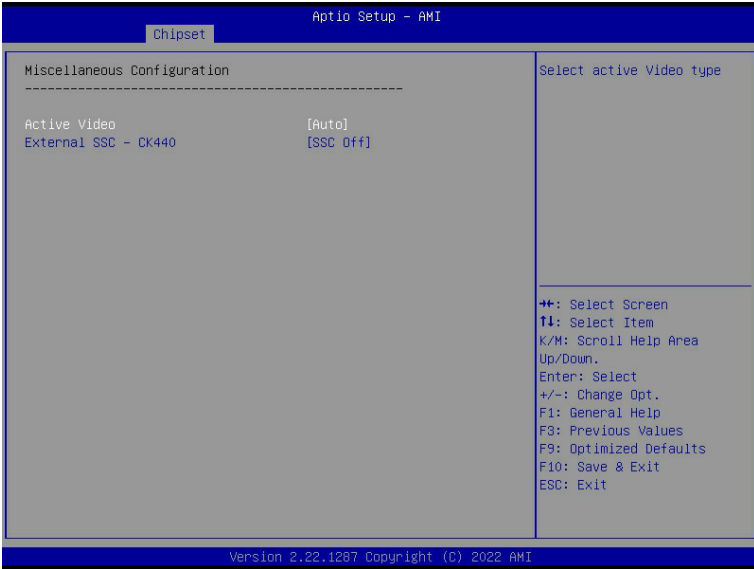 Aptio Setup – AMI
Chipset
Miscellaneous Configuration
--------------------------------------------------
Active Video [Auto]
External SSC – CK440 [SSC Off]
Select active Video type
→←: Select Screen
↑↓: Select Item
K/M: Scroll Help Area
Up/Down.
Enter: Select
+/-: Change Opt.
F1: General Help
F3: Previous Values
F9: Optimized Defaults
F10: Save & Exit
ESC: Exit
Version 2.22.1287 Copyright (C) 2022 AMI